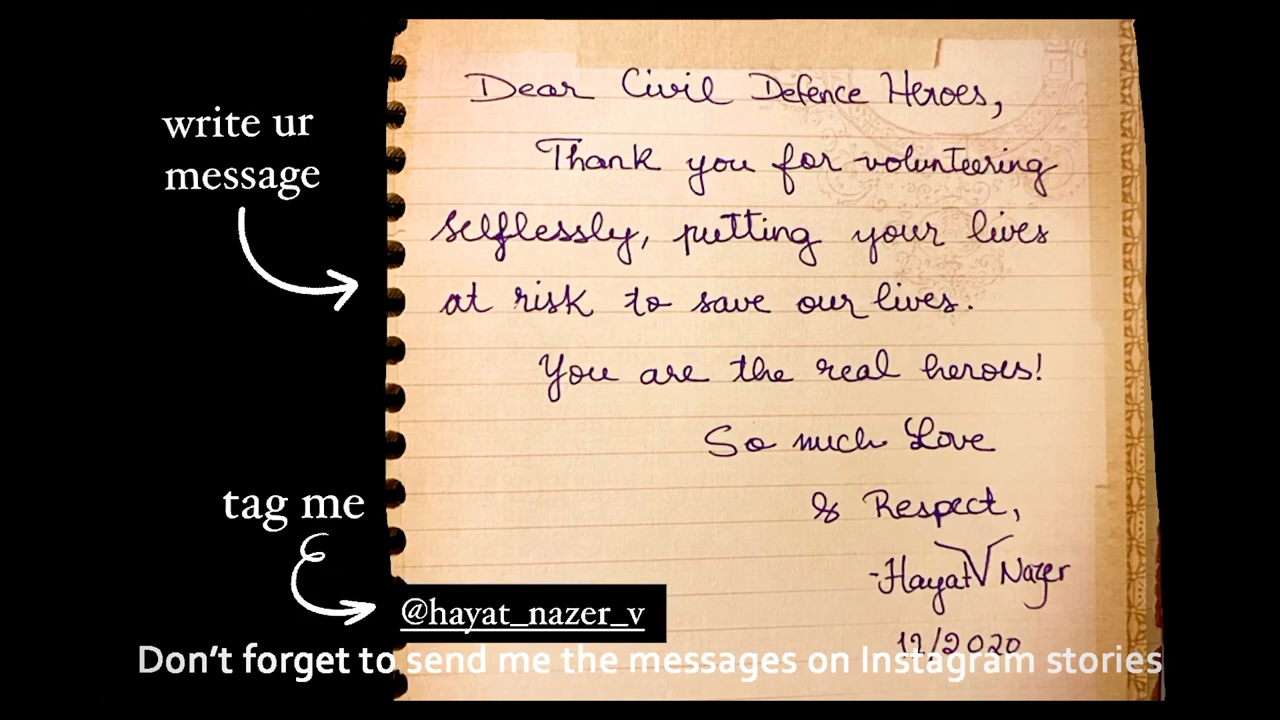 write ur
message
Dear Civil Defence Heroes,
Thank you for volunteering
selflessly, putting your lives
at risk to save our lives.
You are the real heroes!
So much Love
& Respect,
-Hayat V Nazer
12/2020
tag me
@hayat_nazer_v
Don't forget to send me the messages on Instagram stories